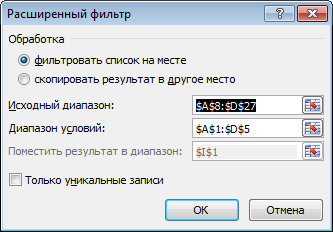 Расширенный фильтр
Обработка
фильтровать список на месте
скопировать результат в другое место
Исходный диапазон: $A$8:$D$27
Диапазон условий: $A$1:$D$5
Поместить результат в диапазон: $I$1
Только уникальные записи
ОК Отмена